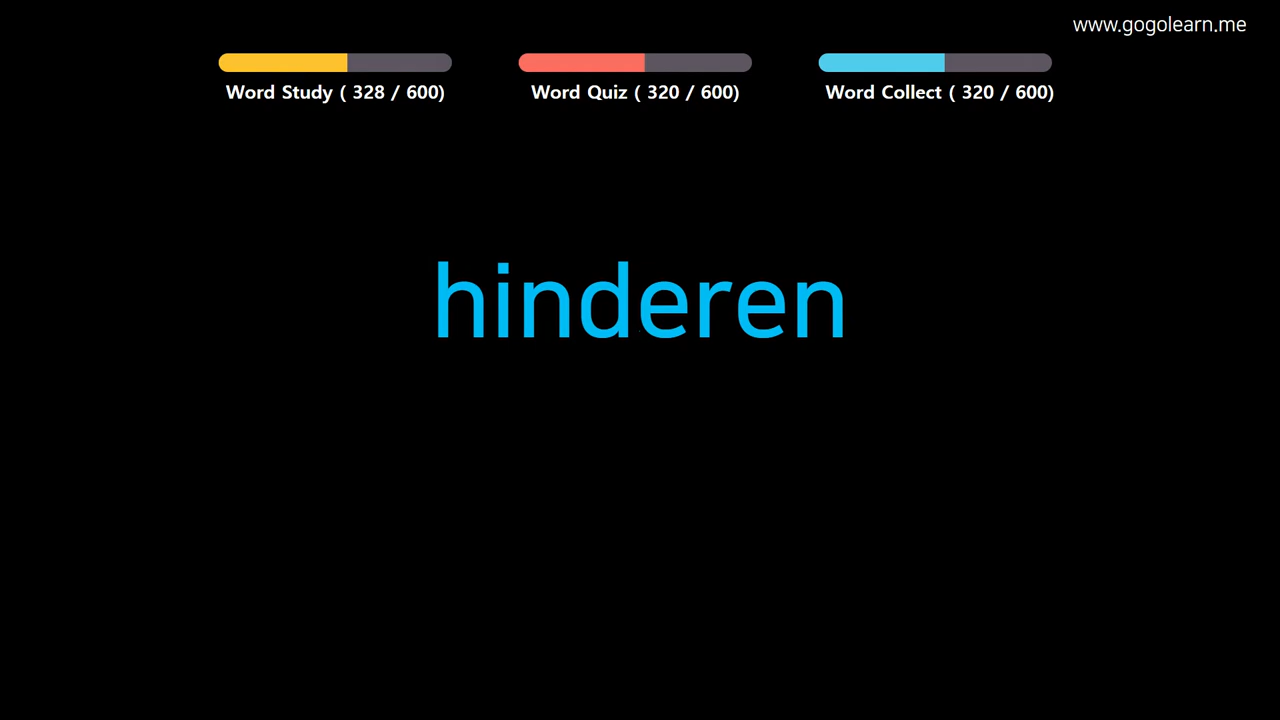 www.gogolearn.me
Word Study ( 328 / 600)
Word Quiz ( 320 / 600)
Word Collect ( 320 / 600)
hinderen